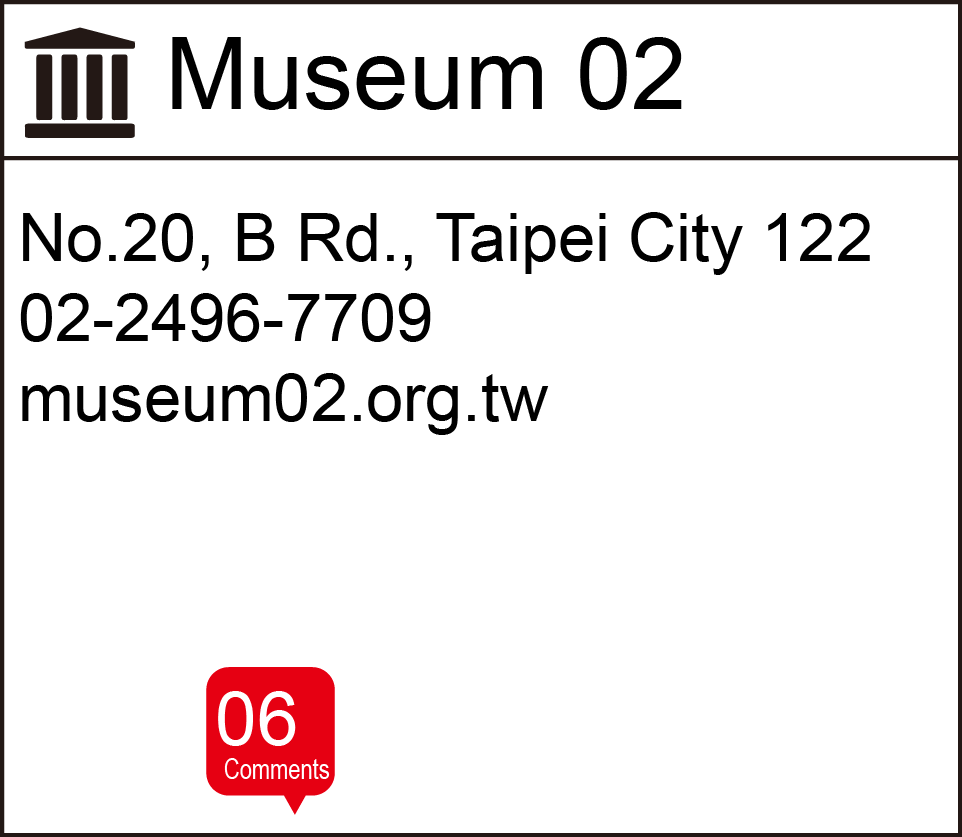 Museum 02
No.20, B Rd., Taipei City 122
02-2496-7709
museum02.org.tw
06
Comments